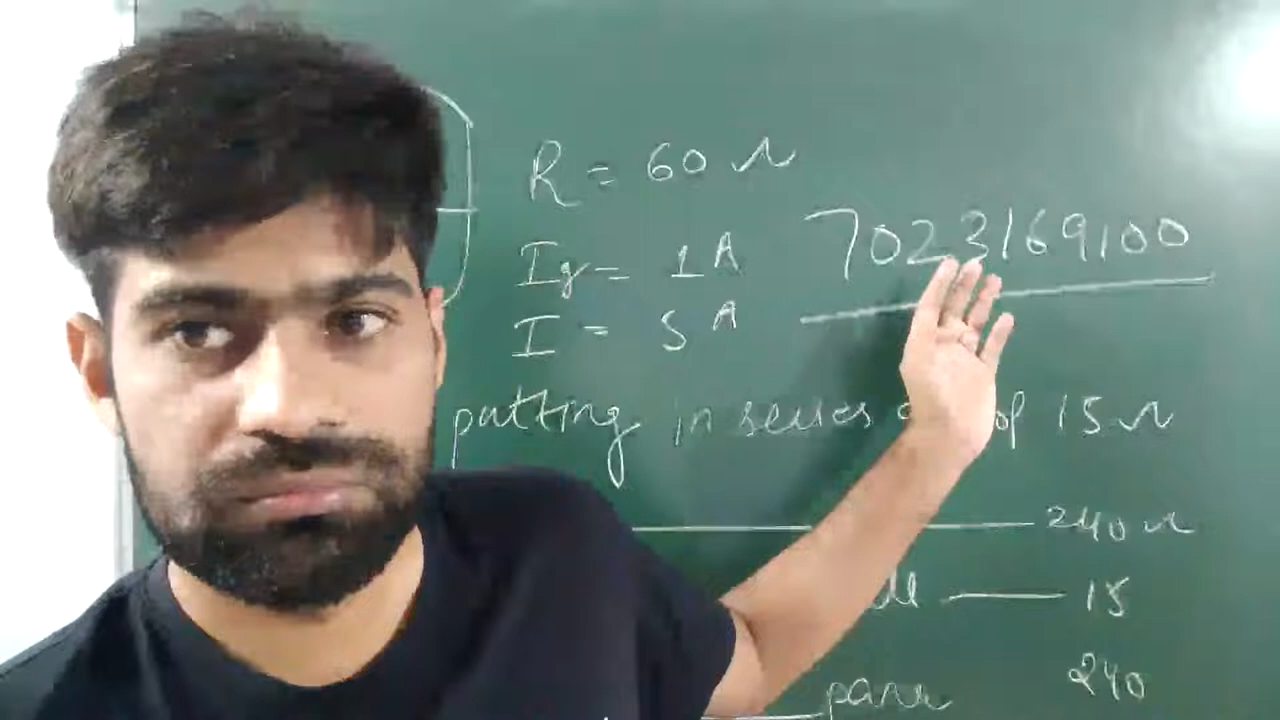 R = 60 Ω
7023169100
Ig = 1 A
I = 5 A
putting in series of 15 Ω
240 Ω
15
240